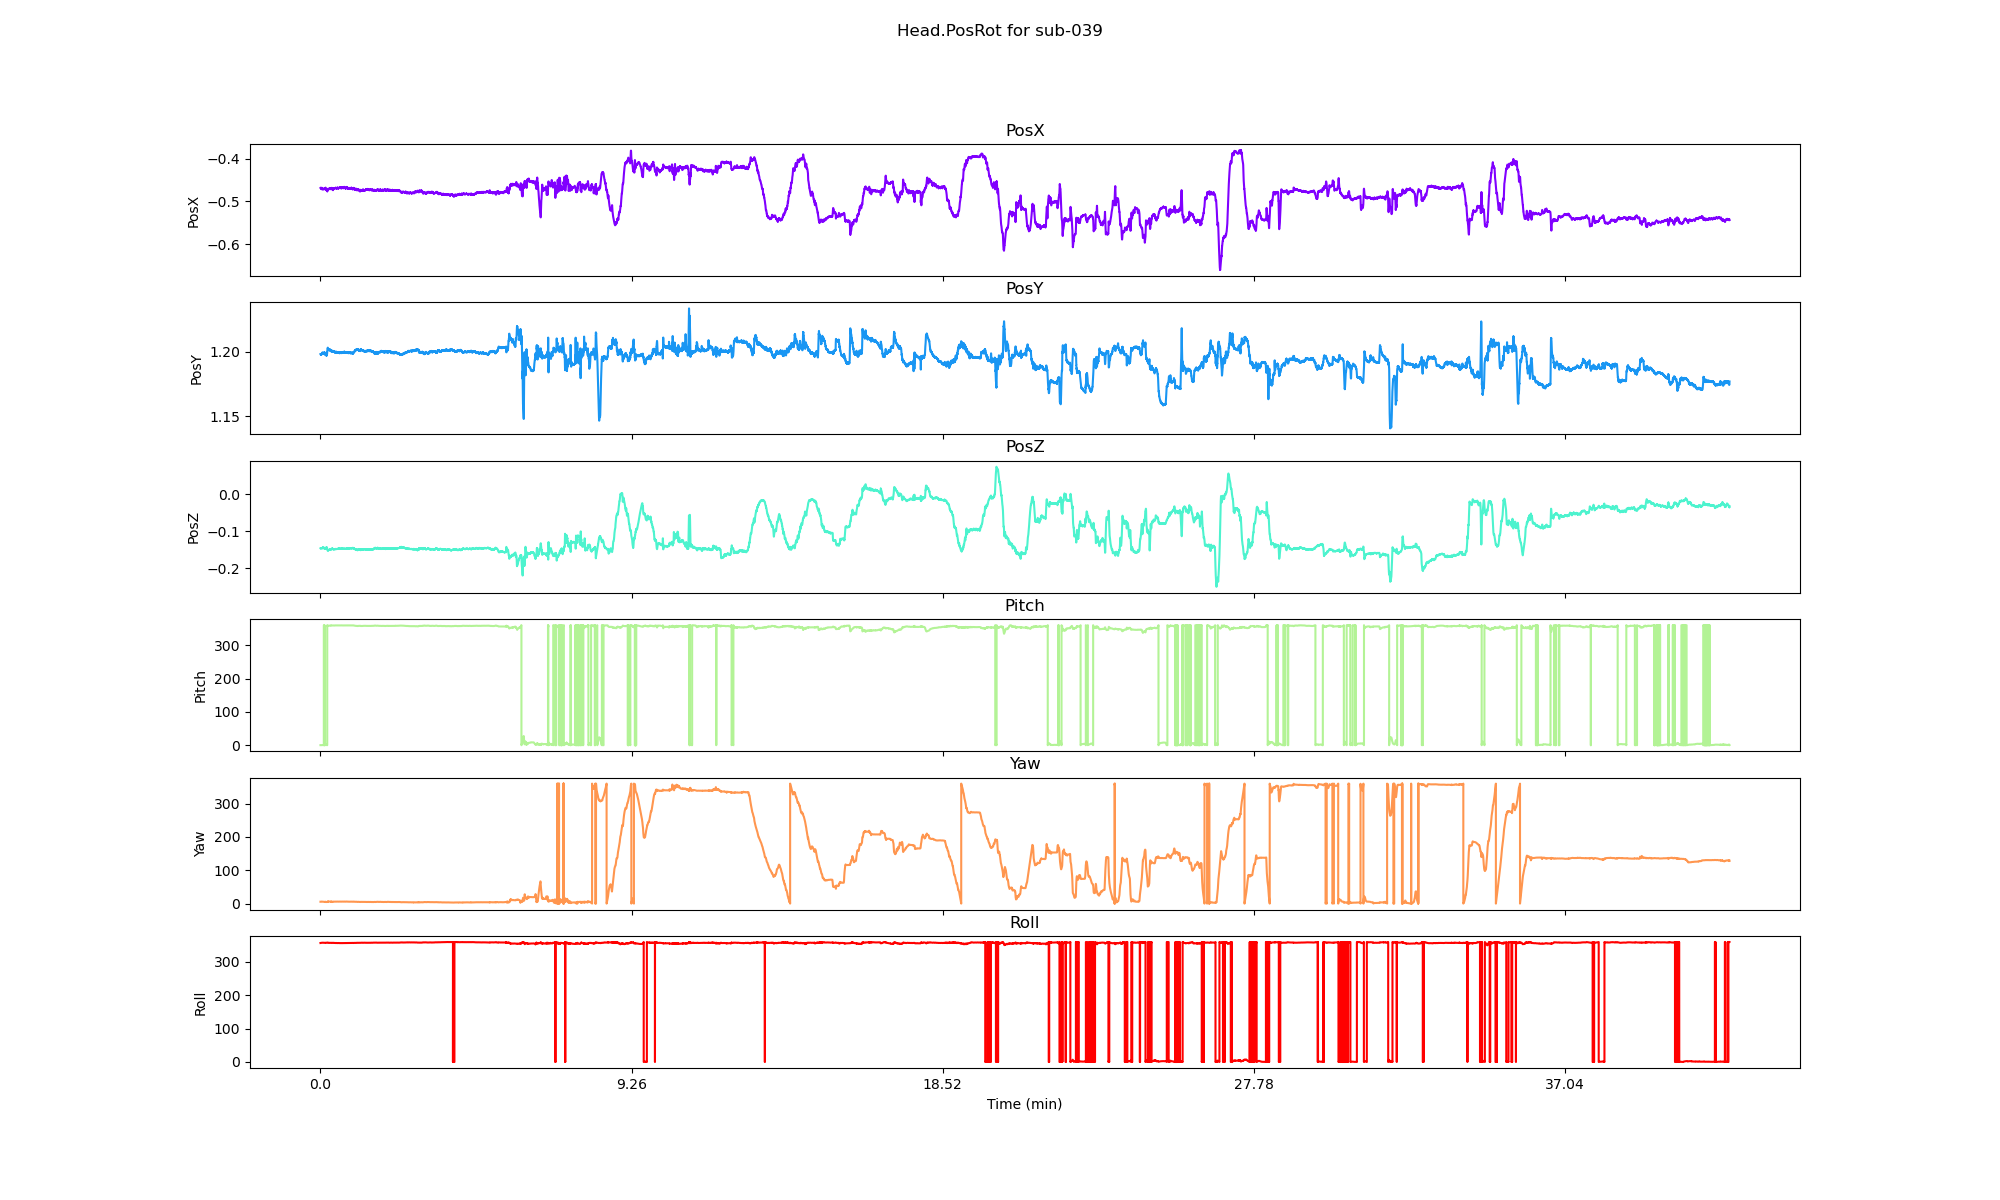 Head.PosRot for sub-039
PosX
−0.4
−0.5
−0.6
PosX
PosY
1.20
1.15
PosY
PosZ
0.0
−0.1
−0.2
PosZ
Pitch
300
200
100
0
Pitch
Yaw
300
200
100
0
Yaw
Roll
300
200
100
0
Roll
0.0 9.26 18.52 27.78 37.04
Time (min)